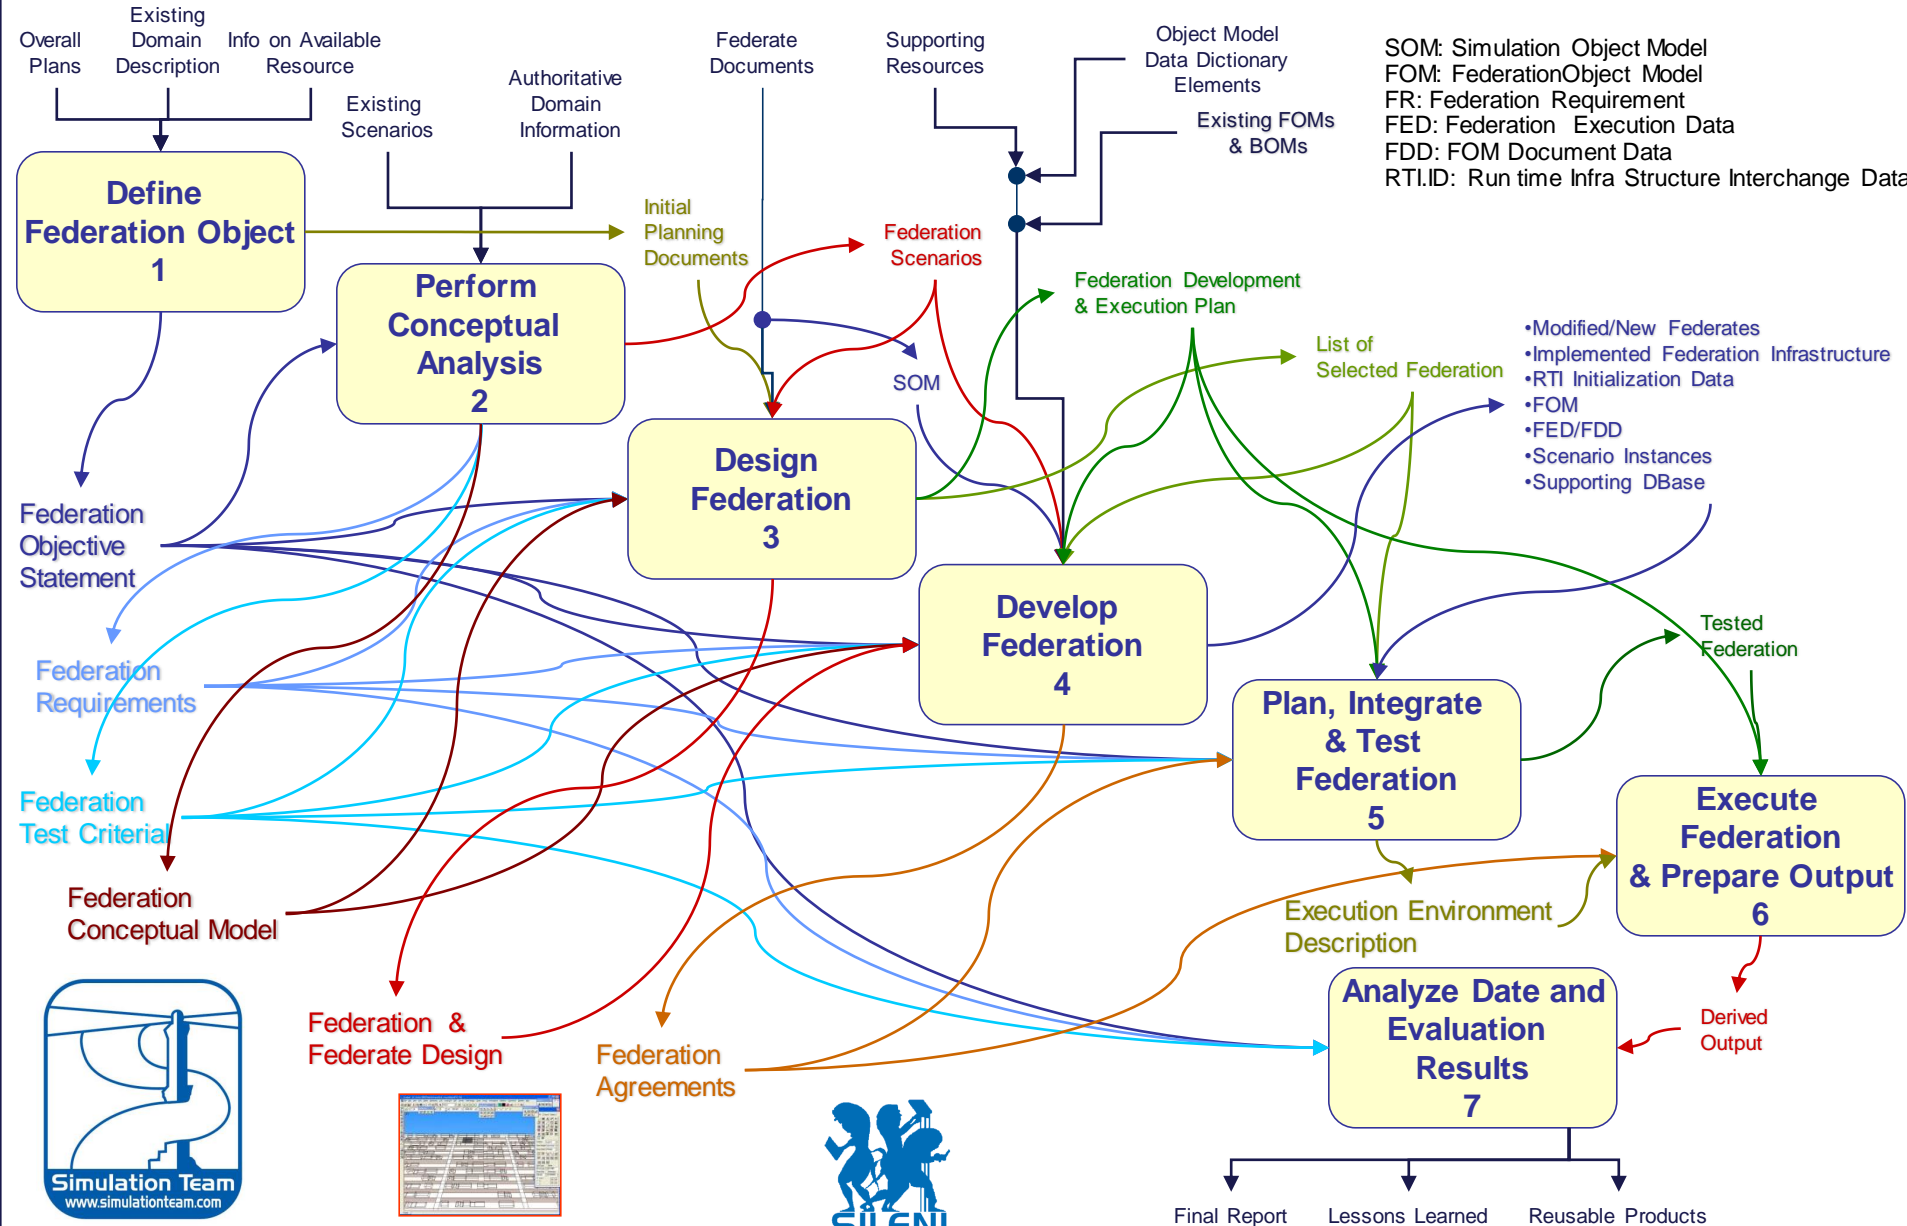 Overall
Plans
Existing
Domain
Description
Info on Available
Resource
Existing
Scenarios
Authoritative
Domain
Information
Federate
Documents
Supporting
Resources
Object Model
Data Dictionary
Elements
Existing FOMs
& BOMs
SOM: Simulation Object Model
FOM: FederationObject Model
FR: Federation Requirement
FED: Federation Execution Data
FDD: FOM Document Data
RTI.ID: Run time Infra Structure Interchange Data
Define
Federation Object
1
Initial
Planning
Documents
Federation
Scenarios
Perform
Conceptual
Analysis
2
Federation Development
& Execution Plan
List of
Selected Federation
•Modified/New Federates
•Implemented Federation Infrastructure
•RTI Initialization Data
•FOM
•FED/FDD
•Scenario Instances
•Supporting DBase
SOM
Design
Federation
3
Federation
Objective
Statement
Develop
Federation
4
Federation
Requirements
Tested
Federation
Plan, Integrate
& Test
Federation
5
Federation
Test Criterial
Execute
Federation
& Prepare Output
6
Federation
Conceptual Model
Execution Environment
Description
Federation &
Federate Design
Federation
Agreements
Analyze Date and
Evaluation
Results
7
Derived
Output
Simulation Team
www.simulationteam.com
SILENI
Final Report
Lessons Learned
Reusable Products